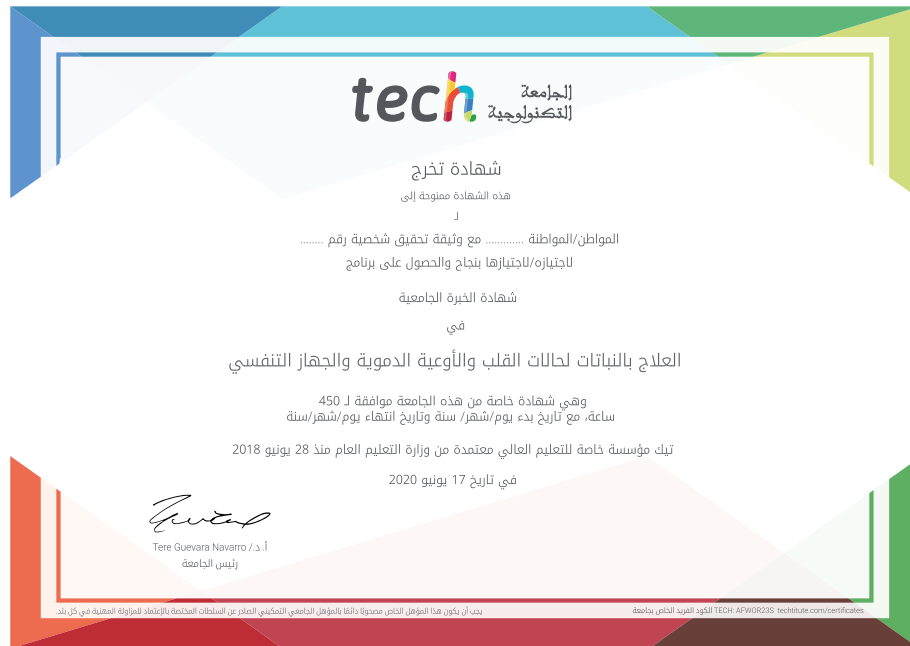 tech الجامعة
التكنولوجية
شهادة تخرج
هذه الشهادة ممنوحة إلى
لـ
المواطن/المواطنة ............. مع وثيقة تحقيق شخصية رقم ........
لاجتيازه/لاجتيازها بنجاح والحصول على برنامج
شهادة الخبرة الجامعية
في
العلاج بالنباتات لحالات القلب والأوعية الدموية والجهاز التنفسي
وهي شهادة خاصة من هذه الجامعة موافقة لـ 450
ساعة، مع تاريخ بدء يوم/شهر/ سنة وتاريخ انتهاء يوم/شهر/سنة
تيك مؤسسة خاصة للتعليم العالي معتمدة من وزارة التعليم العام منذ 28 يونيو 2018
في تاريخ 17 يونيو 2020
أ. د./ Tere Guevara Navarro
رئيس الجامعة
يجب أن يكون هذا المؤهل الخاص مصحوبًا دائمًا بالمؤهل الجامعي التمكيني الصادر عن السلطات المختصة بالإعتماد للمزاولة المهنية في كل بلد.
الكود الفريد الخاص بجامعة TECH: AFWOR23S techtitute.com/certificates